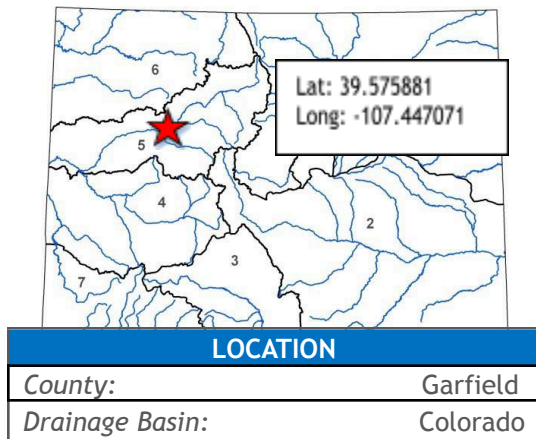 6
Lat: 39.575881
Long: -107.447071
5
4
2
3
7
LOCATION
County: Garfield
Drainage Basin: Colorado